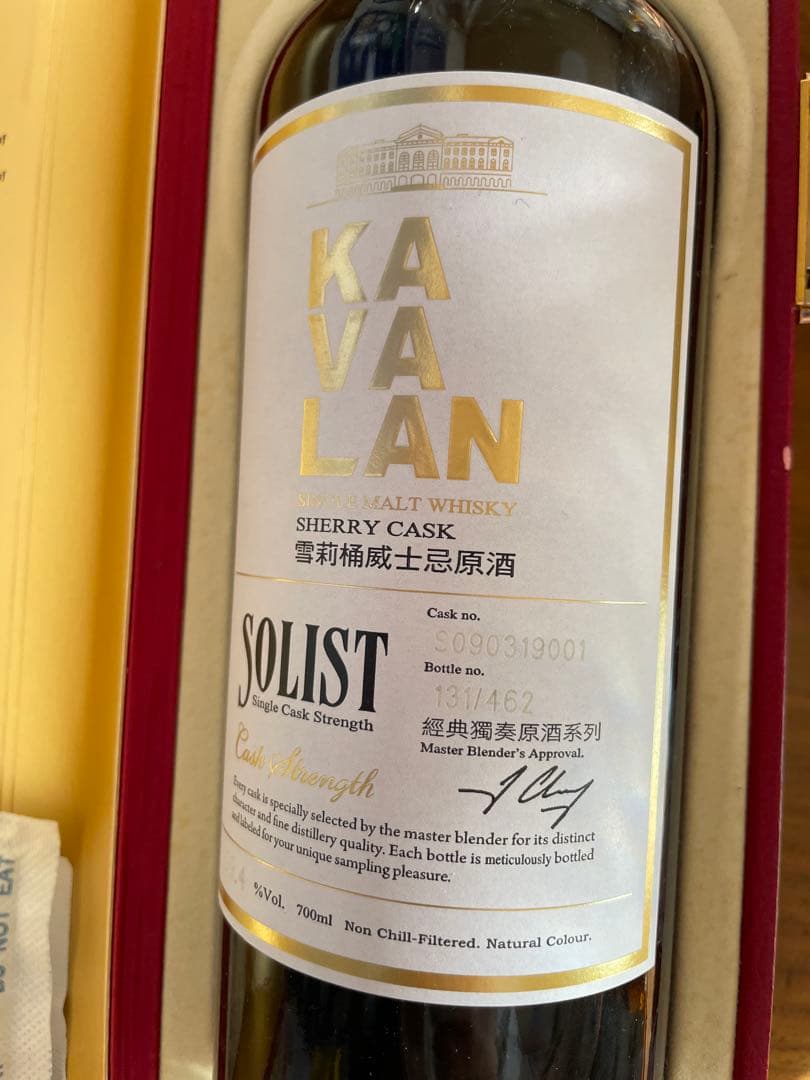 KA
VA
LAN
SINGLE MALT WHISKY
SHERRY CASK
雪莉桶威士忌原酒
SOLIST
Single Cask Strength
Cask Strength
Cask no.
S090319001
Bottle no.
131/462
經典獨奏原酒系列
Master Blender's Approval.
Every cask is specially selected by the master blender for its distinct
character and fine distillery quality. Each bottle is meticulously bottled
and labeled for your unique sampling pleasure.
%Vol. 700ml Non Chill-Filtered. Natural Colour.
DO NOT EAT